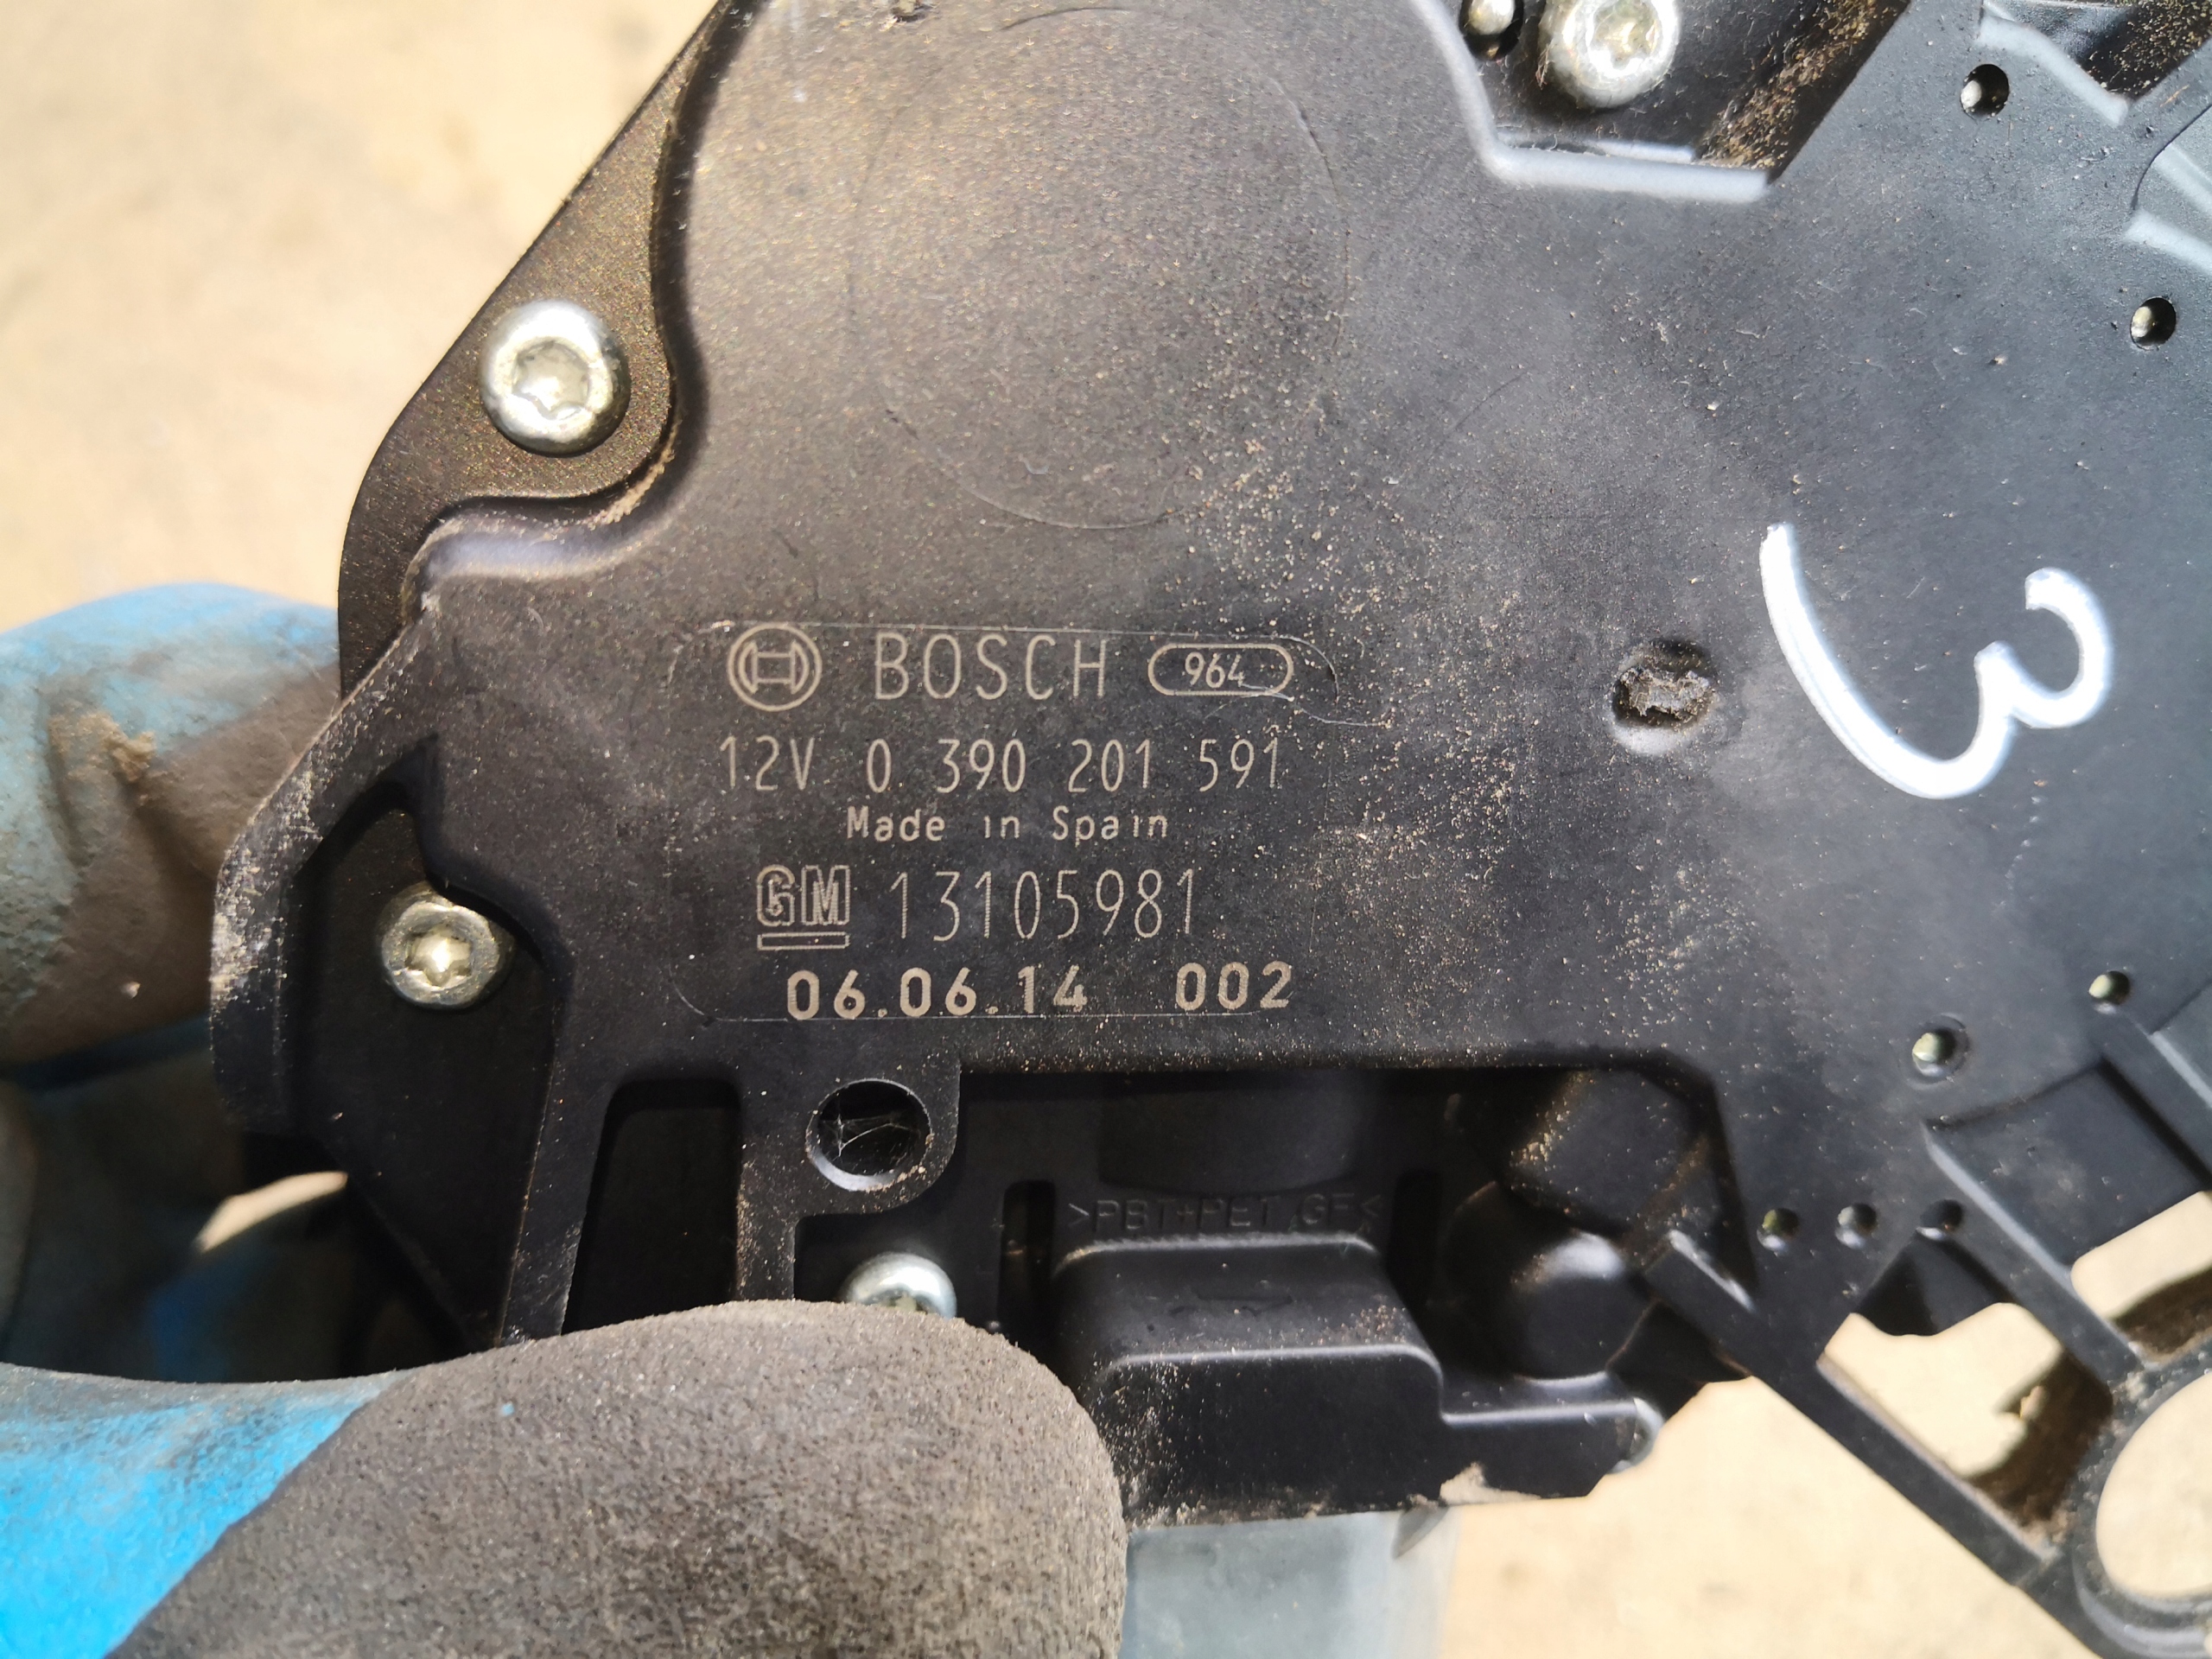 BOSCH 964
12V 0 390 201 591
Made in Spain
GM 13105981
06.06.14 002
3
>PBT+PET GF<